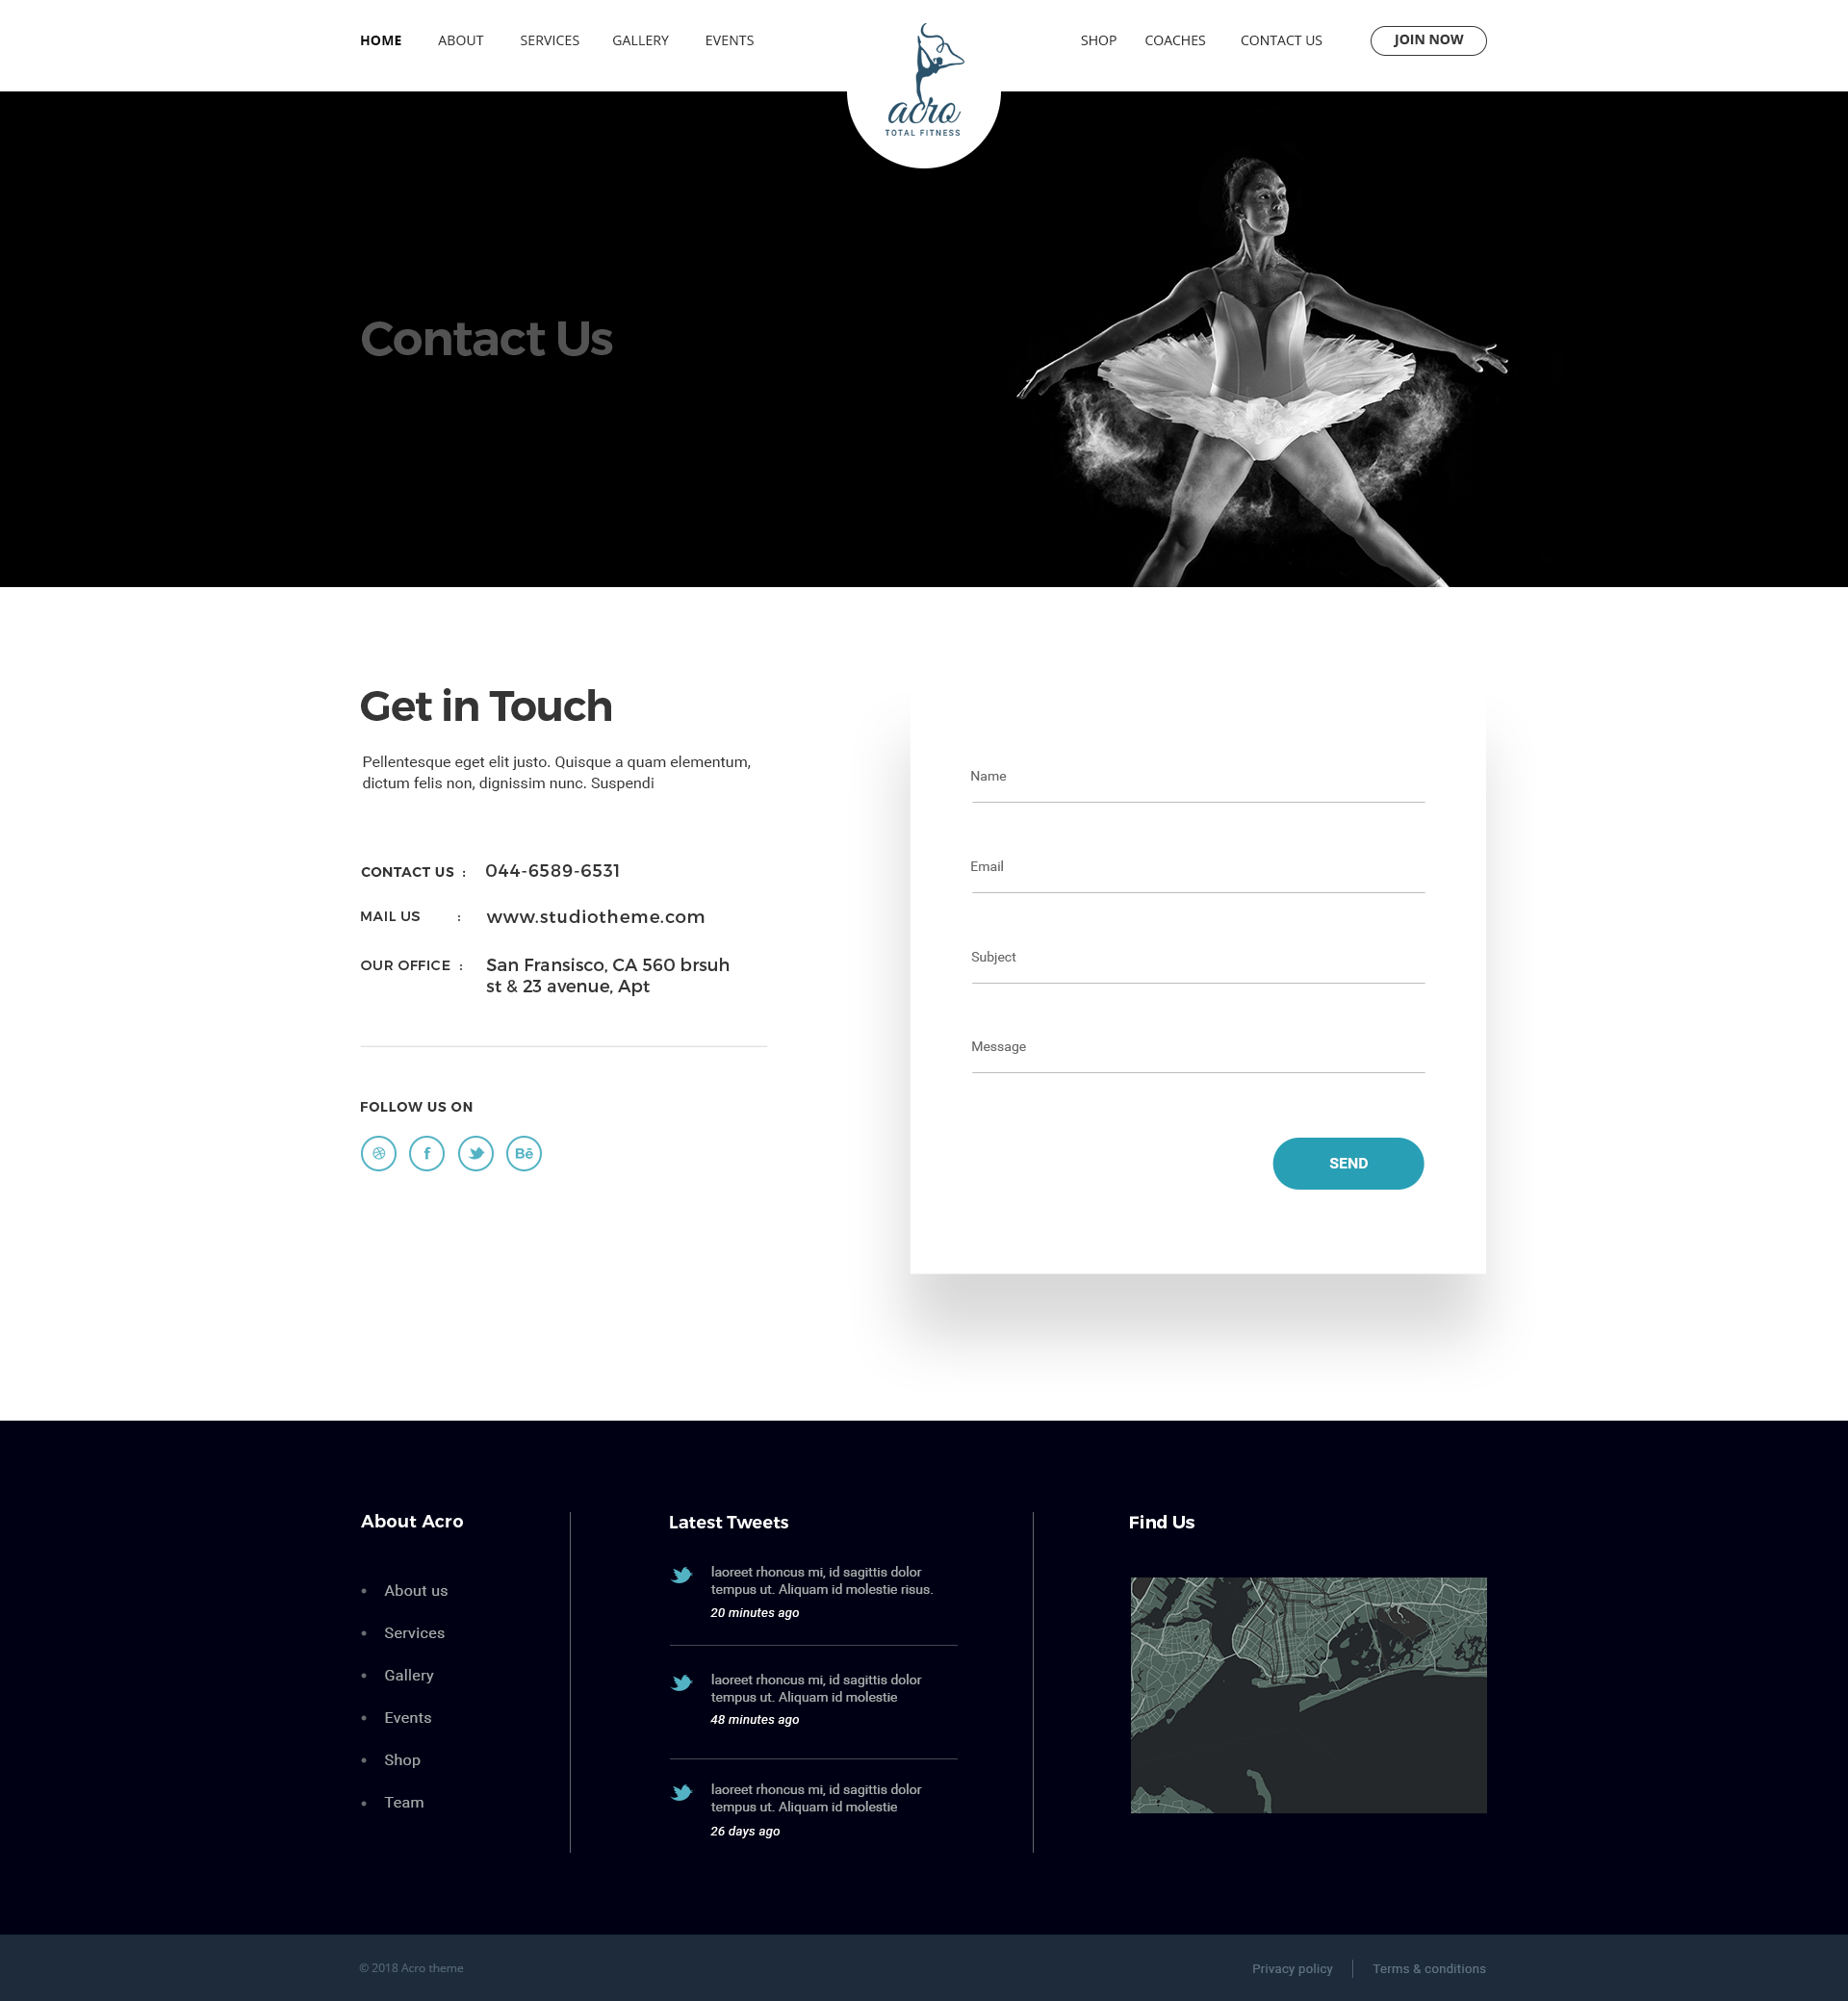 HOME ABOUT SERVICES GALLERY EVENTS SHOP COACHES CONTACT US JOIN NOW
acro
TOTAL FITNESS
Contact Us
Get in Touch
Pellentesque eget elit justo. Quisque a quam elementum,
dictum felis non, dignissim nunc. Suspendi
CONTACT US : 044-6589-6531
MAIL US : www.studiotheme.com
OUR OFFICE : San Fransisco, CA 560 brsuh
st & 23 avenue, Apt
FOLLOW US ON
f Bē
Name
Email
Subject
Message
SEND
About Acro
• About us
• Services
• Gallery
• Events
• Shop
• Team
Latest Tweets
laoreet rhoncus mi, id sagittis dolor
tempus ut. Aliquam id molestie risus.
20 minutes ago
laoreet rhoncus mi, id sagittis dolor
tempus ut. Aliquam id molestie
48 minutes ago
laoreet rhoncus mi, id sagittis dolor
tempus ut. Aliquam id molestie
26 days ago
Find Us
© 2018 Acro theme
Privacy policy Terms & conditions